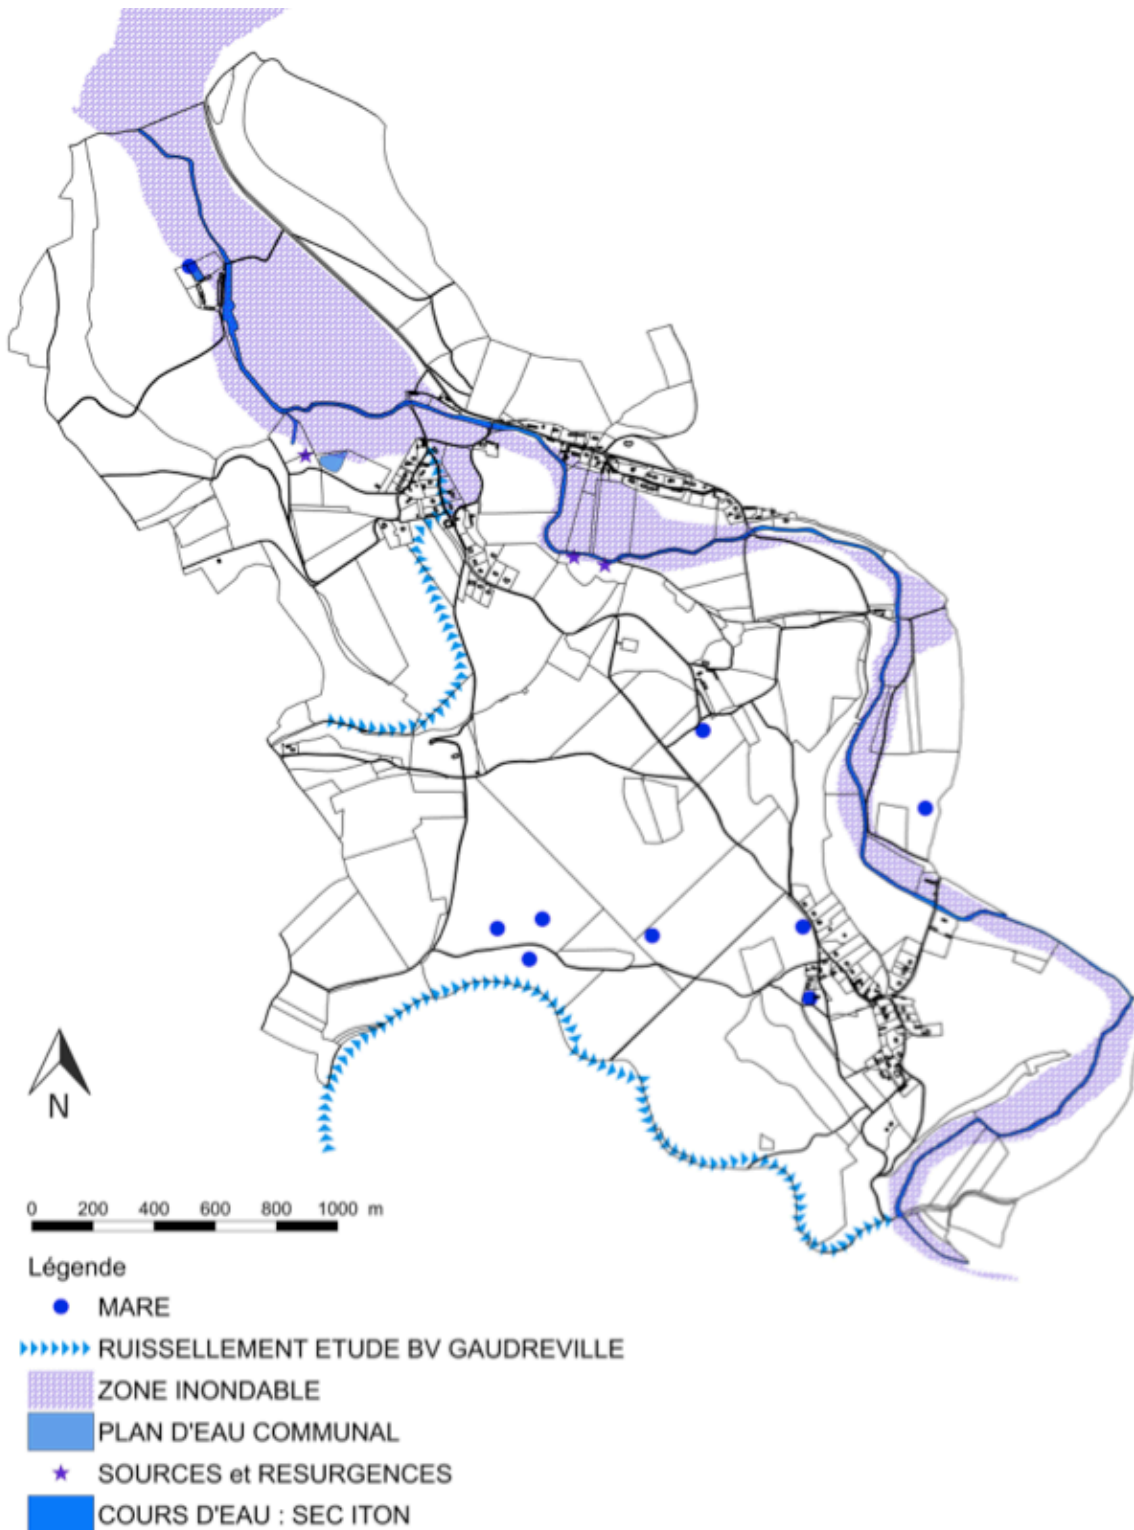 N
0 200 400 600 800 1000 m
Légende
MARE
RUISSELLEMENT ETUDE BV GAUDREVILLE
ZONE INONDABLE
PLAN D'EAU COMMUNAL
SOURCES et RESURGENCES
COURS D'EAU : SEC ITON